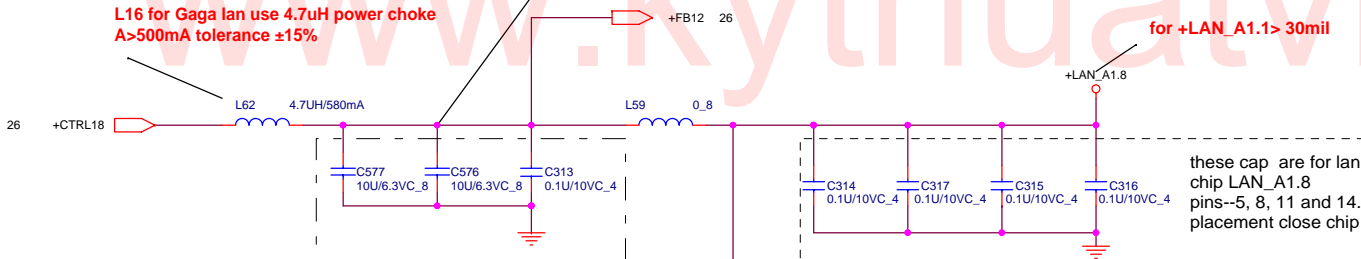 www.kythuatvi
L16 for Gaga lan use 4.7uH power choke
A>500mA tolerance ±15%
+FB12 26
for +LAN_A1.1> 30mil
+LAN_A1.8
L62 4.7UH/580mA
L59 0_8
26 +CTRL18
C577
10U/6.3VC_8
C576
10U/6.3VC_8
C313
0.1U/10VC_4
C314
0.1U/10VC_4
C317
0.1U/10VC_4
C315
0.1U/10VC_4
C316
0.1U/10VC_4
these cap are for lan
chip LAN_A1.8
pins--5, 8, 11 and 14.
placement close chip